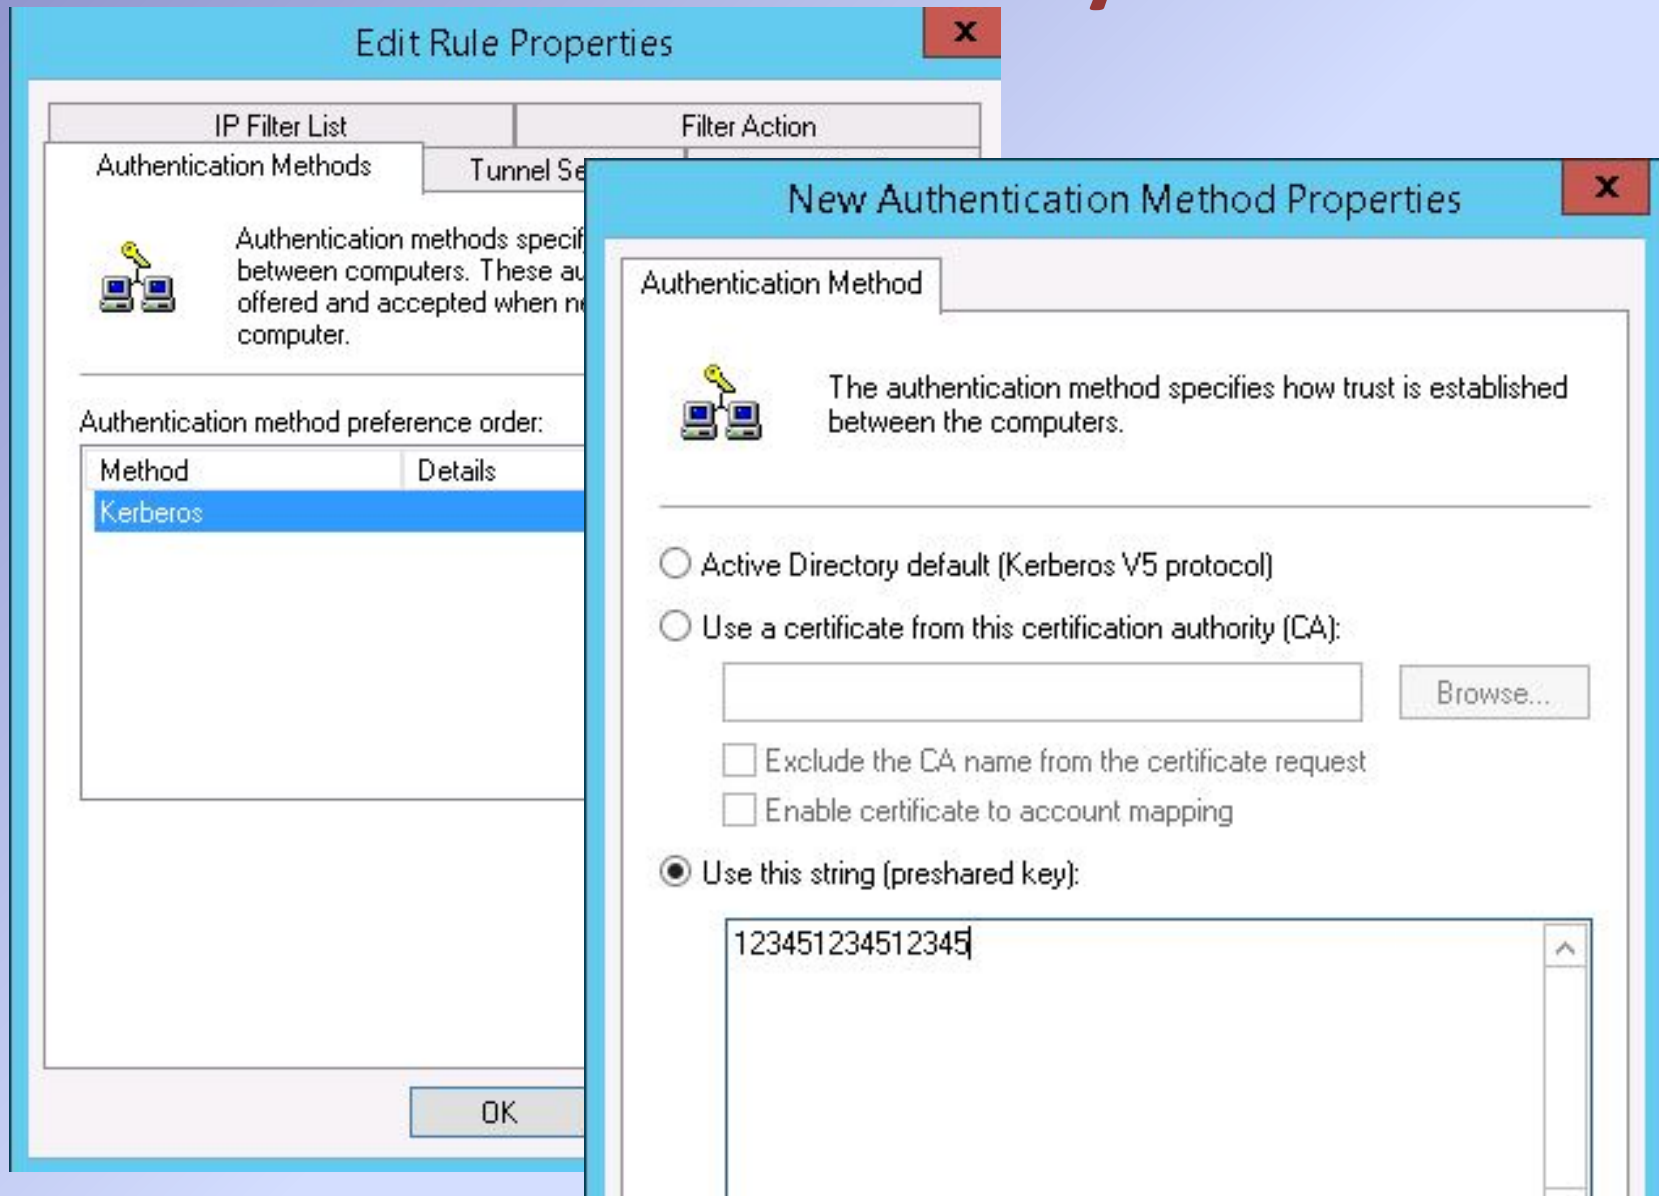 Edit Rule Properties
x
IP Filter List
Filter Action
Authentication Methods
Tunnel
Authentication methods
between computers. These
offered and accepted when
computer.
Authentication method preference order:
Method
Details
Kerberos
OK
New Authentication Method Properties
x
Authentication Method
The authentication method specifies how trust is established
between the computers.
Active Directory default (Kerberos V5 protocol)
Use a certificate from this certification authority (CA):
Browse...
Exclude the CA name from the certificate request
Enable certificate to account mapping
Use this string (preshared key):
123451234512345